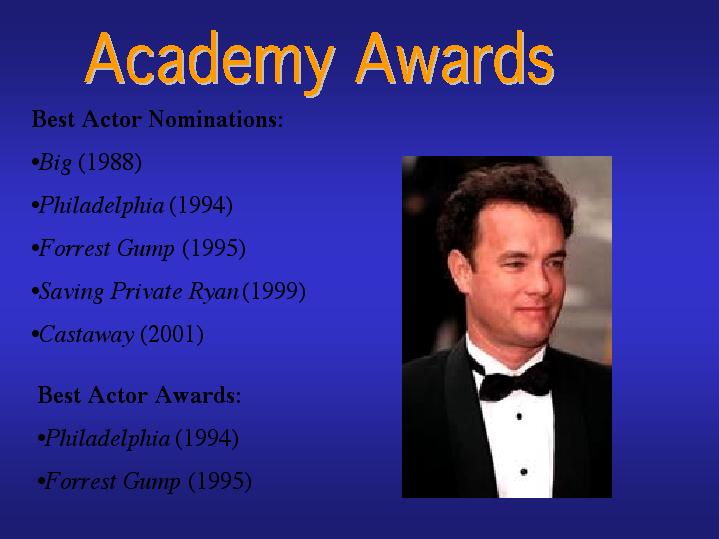 Academy Awards
Best Actor Nominations:
•Big (1988)
•Philadelphia (1994)
•Forrest Gump (1995)
•Saving Private Ryan (1999)
•Castaway (2001)
Best Actor Awards:
•Philadelphia (1994)
•Forrest Gump (1995)